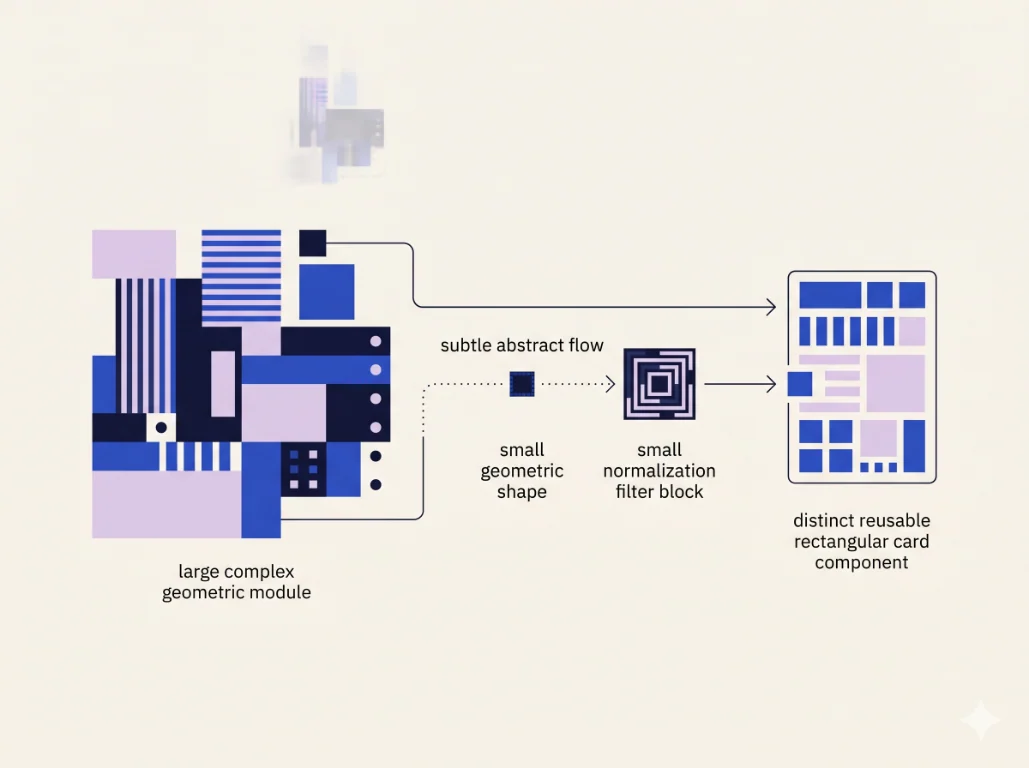 subtle abstract flow
small
geometric
shape
small
normalization
filter block
distinct reusable
rectangular card
component
large complex
geometric module